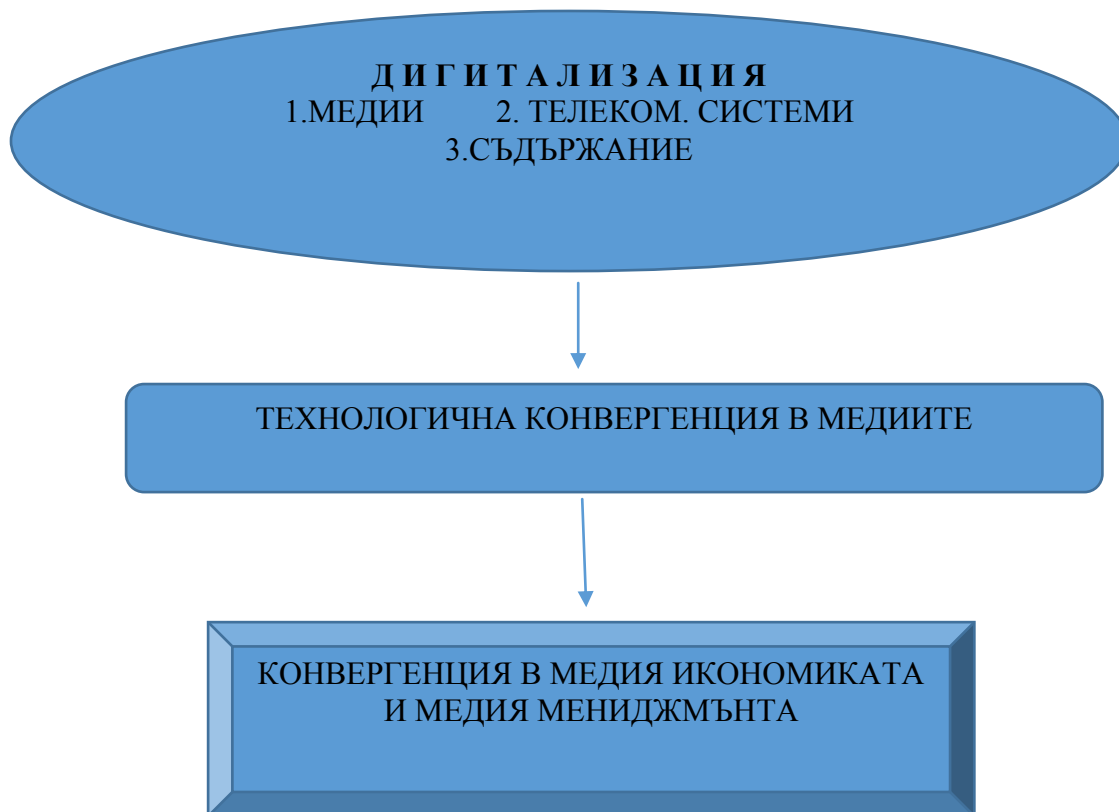 Д И Г И Т А Л И З А Ц И Я
1.МЕДИИ 2. ТЕЛЕКОМ. СИСТЕМИ
3.СЪДЪРЖАНИЕ
ТЕХНОЛОГИЧНА КОНВЕРГЕНЦИЯ В МЕДИИТЕ
КОНВЕРГЕНЦИЯ В МЕДИЯ ИКОНОМИКАТА
И МЕДИЯ МЕНИДЖМЪНТА